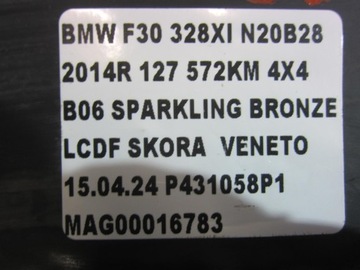 BMW F30 328XI N20B28
2014R 127 572KM 4X4
B06 SPARKLING BRONZE
LCDF SKORA VENETO
15.04.24 P431058P1
MAG00016783